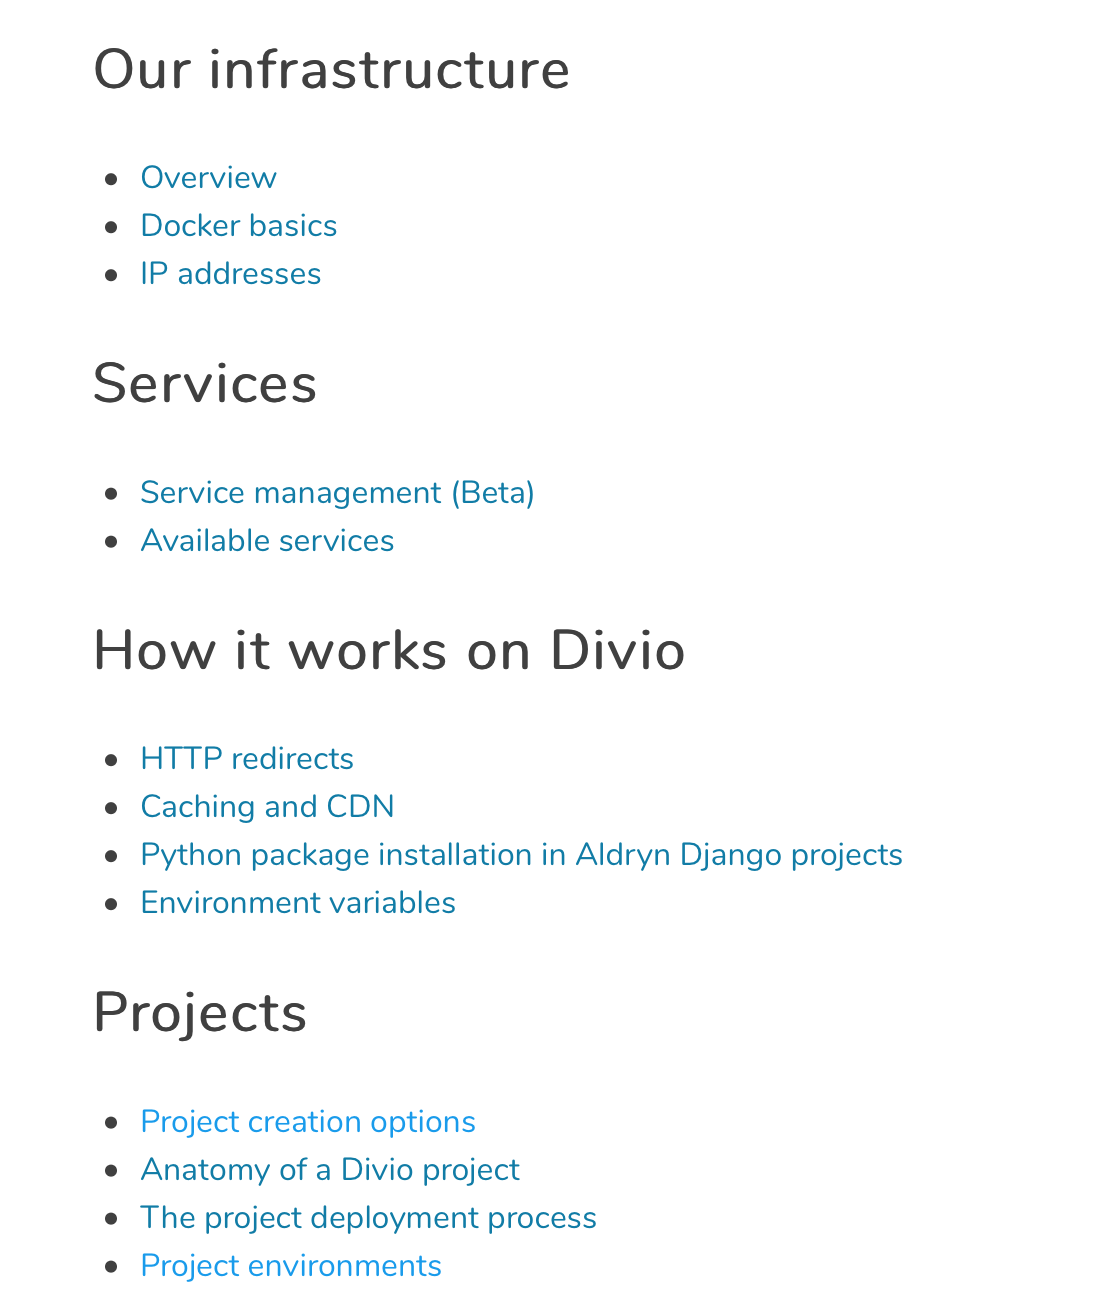 Our infrastructure
Overview
Docker basics
IP addresses
Services
Service management (Beta)
Available services
How it works on Divio
HTTP redirects
Caching and CDN
Python package installation in Aldryn Django projects
Environment variables
Projects
Project creation options
Anatomy of a Divio project
The project deployment process
Project environments